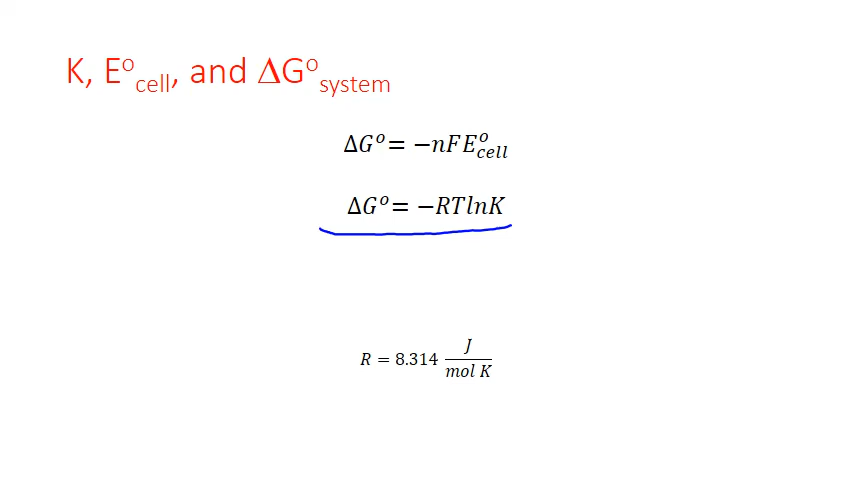 K, E°cell, and ΔG°system
ΔG° = −nFE°cell
ΔG° = −RTlnK
R = 8.314 J/mol K